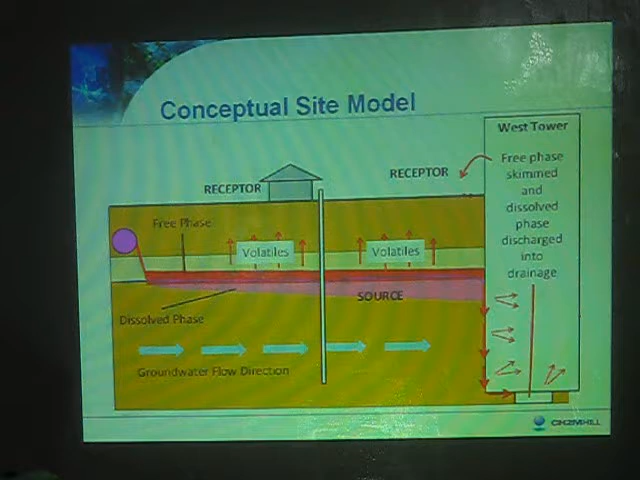 Conceptual Site Model
West Tower
Free phase
skimmed
and
dissolved
phase
discharged
into
drainage
RECEPTOR
RECEPTOR
Free Phase
Volatiles
Volatiles
SOURCE
Dissolved Phase
Groundwater Flow Direction
CH2MHILL